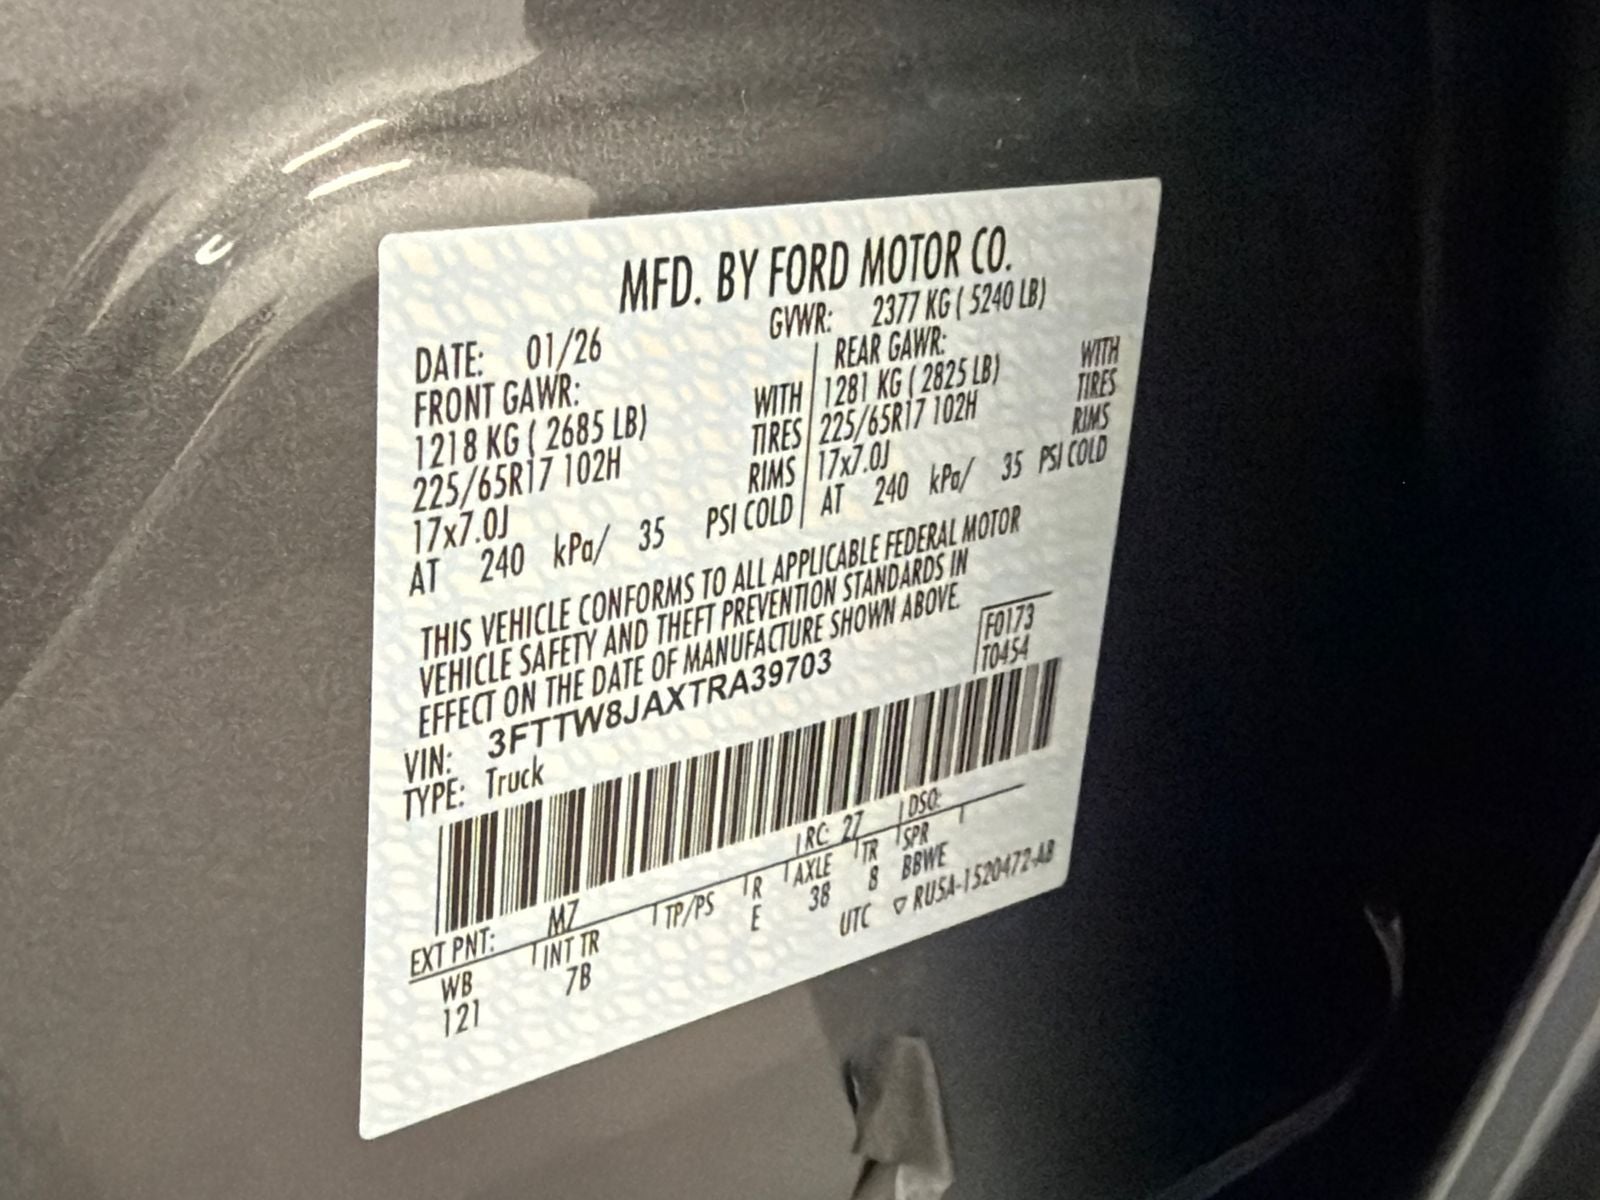 MFD. BY FORD MOTOR CO.
DATE: 01/26 GVWR: 2377 KG ( 5240 LB)
FRONT GAWR: REAR GAWR:
1218 KG ( 2685 LB) WITH 1281 KG ( 2825 LB) WITH
225/65R17 102H TIRES 225/65R17 102H TIRES
17x7.0J RIMS 17x7.0J RIMS
AT 240 kPa/ 35 PSI COLD AT 240 kPa/ 35 PSI COLD
THIS VEHICLE CONFORMS TO ALL APPLICABLE FEDERAL MOTOR
VEHICLE SAFETY AND THEFT PREVENTION STANDARDS IN
EFFECT ON THE DATE OF MANUFACTURE SHOWN ABOVE.
F0173
T0454
VIN: 3FTTW8JAXTRA39703
TYPE: Truck
EXT PNT: M7 RC: 27 DSO:
WB INT TR TP/PS R AXLE TR SPR
121 7B E 38 8 BBWE
UTC ▽ RU5A-1520472-AB